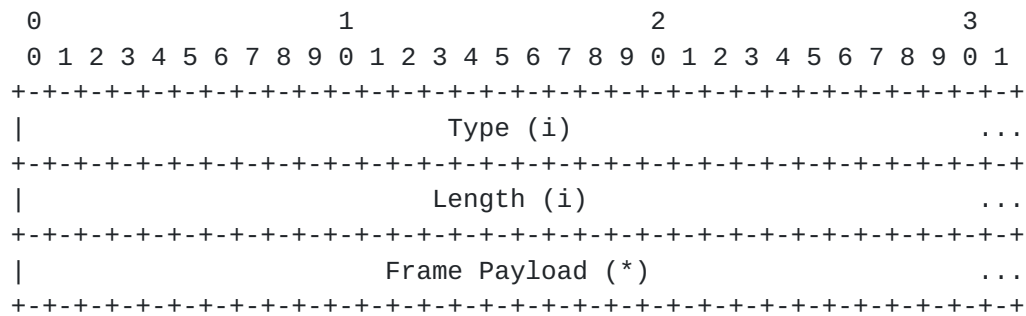 0                   1                   2                   3
 0 1 2 3 4 5 6 7 8 9 0 1 2 3 4 5 6 7 8 9 0 1 2 3 4 5 6 7 8 9 0 1
+-+-+-+-+-+-+-+-+-+-+-+-+-+-+-+-+-+-+-+-+-+-+-+-+-+-+-+-+-+-+-+-+
|                           Type (i)                          ...
+-+-+-+-+-+-+-+-+-+-+-+-+-+-+-+-+-+-+-+-+-+-+-+-+-+-+-+-+-+-+-+-+
|                          Length (i)                         ...
+-+-+-+-+-+-+-+-+-+-+-+-+-+-+-+-+-+-+-+-+-+-+-+-+-+-+-+-+-+-+-+-+
|                       Frame Payload (*)                     ...
+-+-+-+-+-+-+-+-+-+-+-+-+-+-+-+-+-+-+-+-+-+-+-+-+-+-+-+-+-+-+-+-+